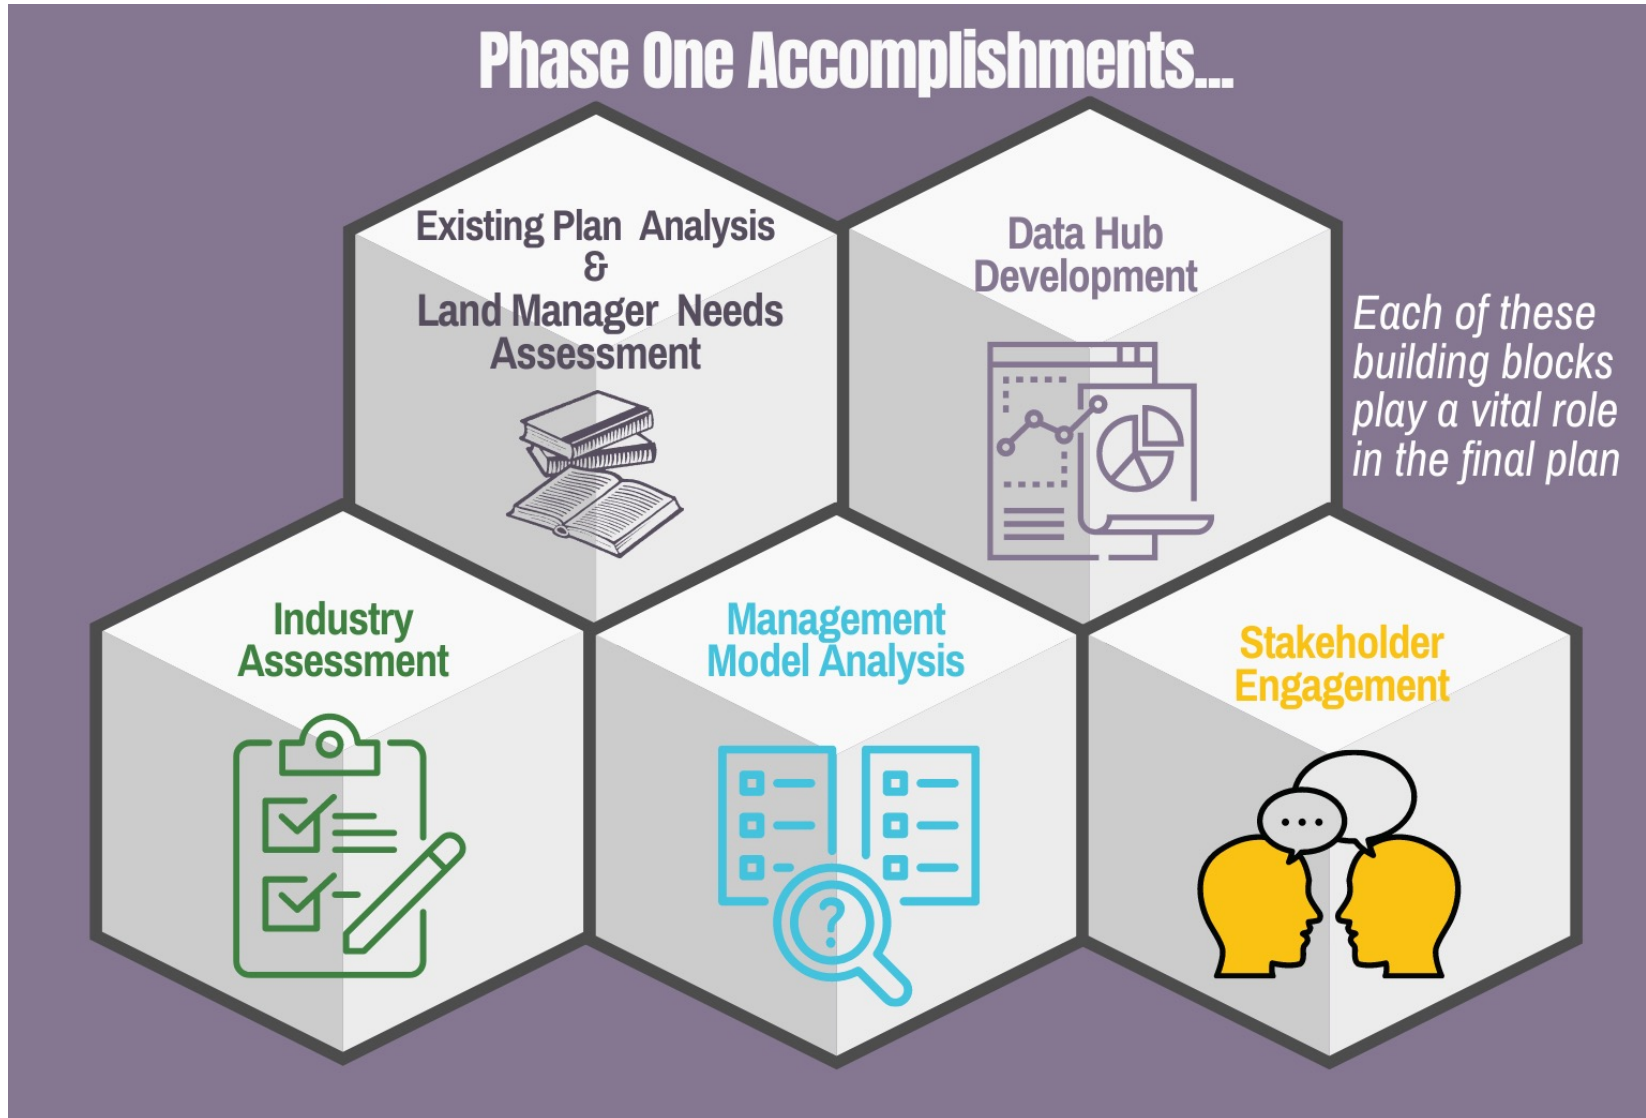 Phase One Accomplishments...
Existing Plan Analysis
&
Land Manager Needs
Assessment
Data Hub
Development
Each of these
building blocks
play a vital role
in the final plan
Industry
Assessment
Management
Model Analysis
?
Stakeholder
Engagement